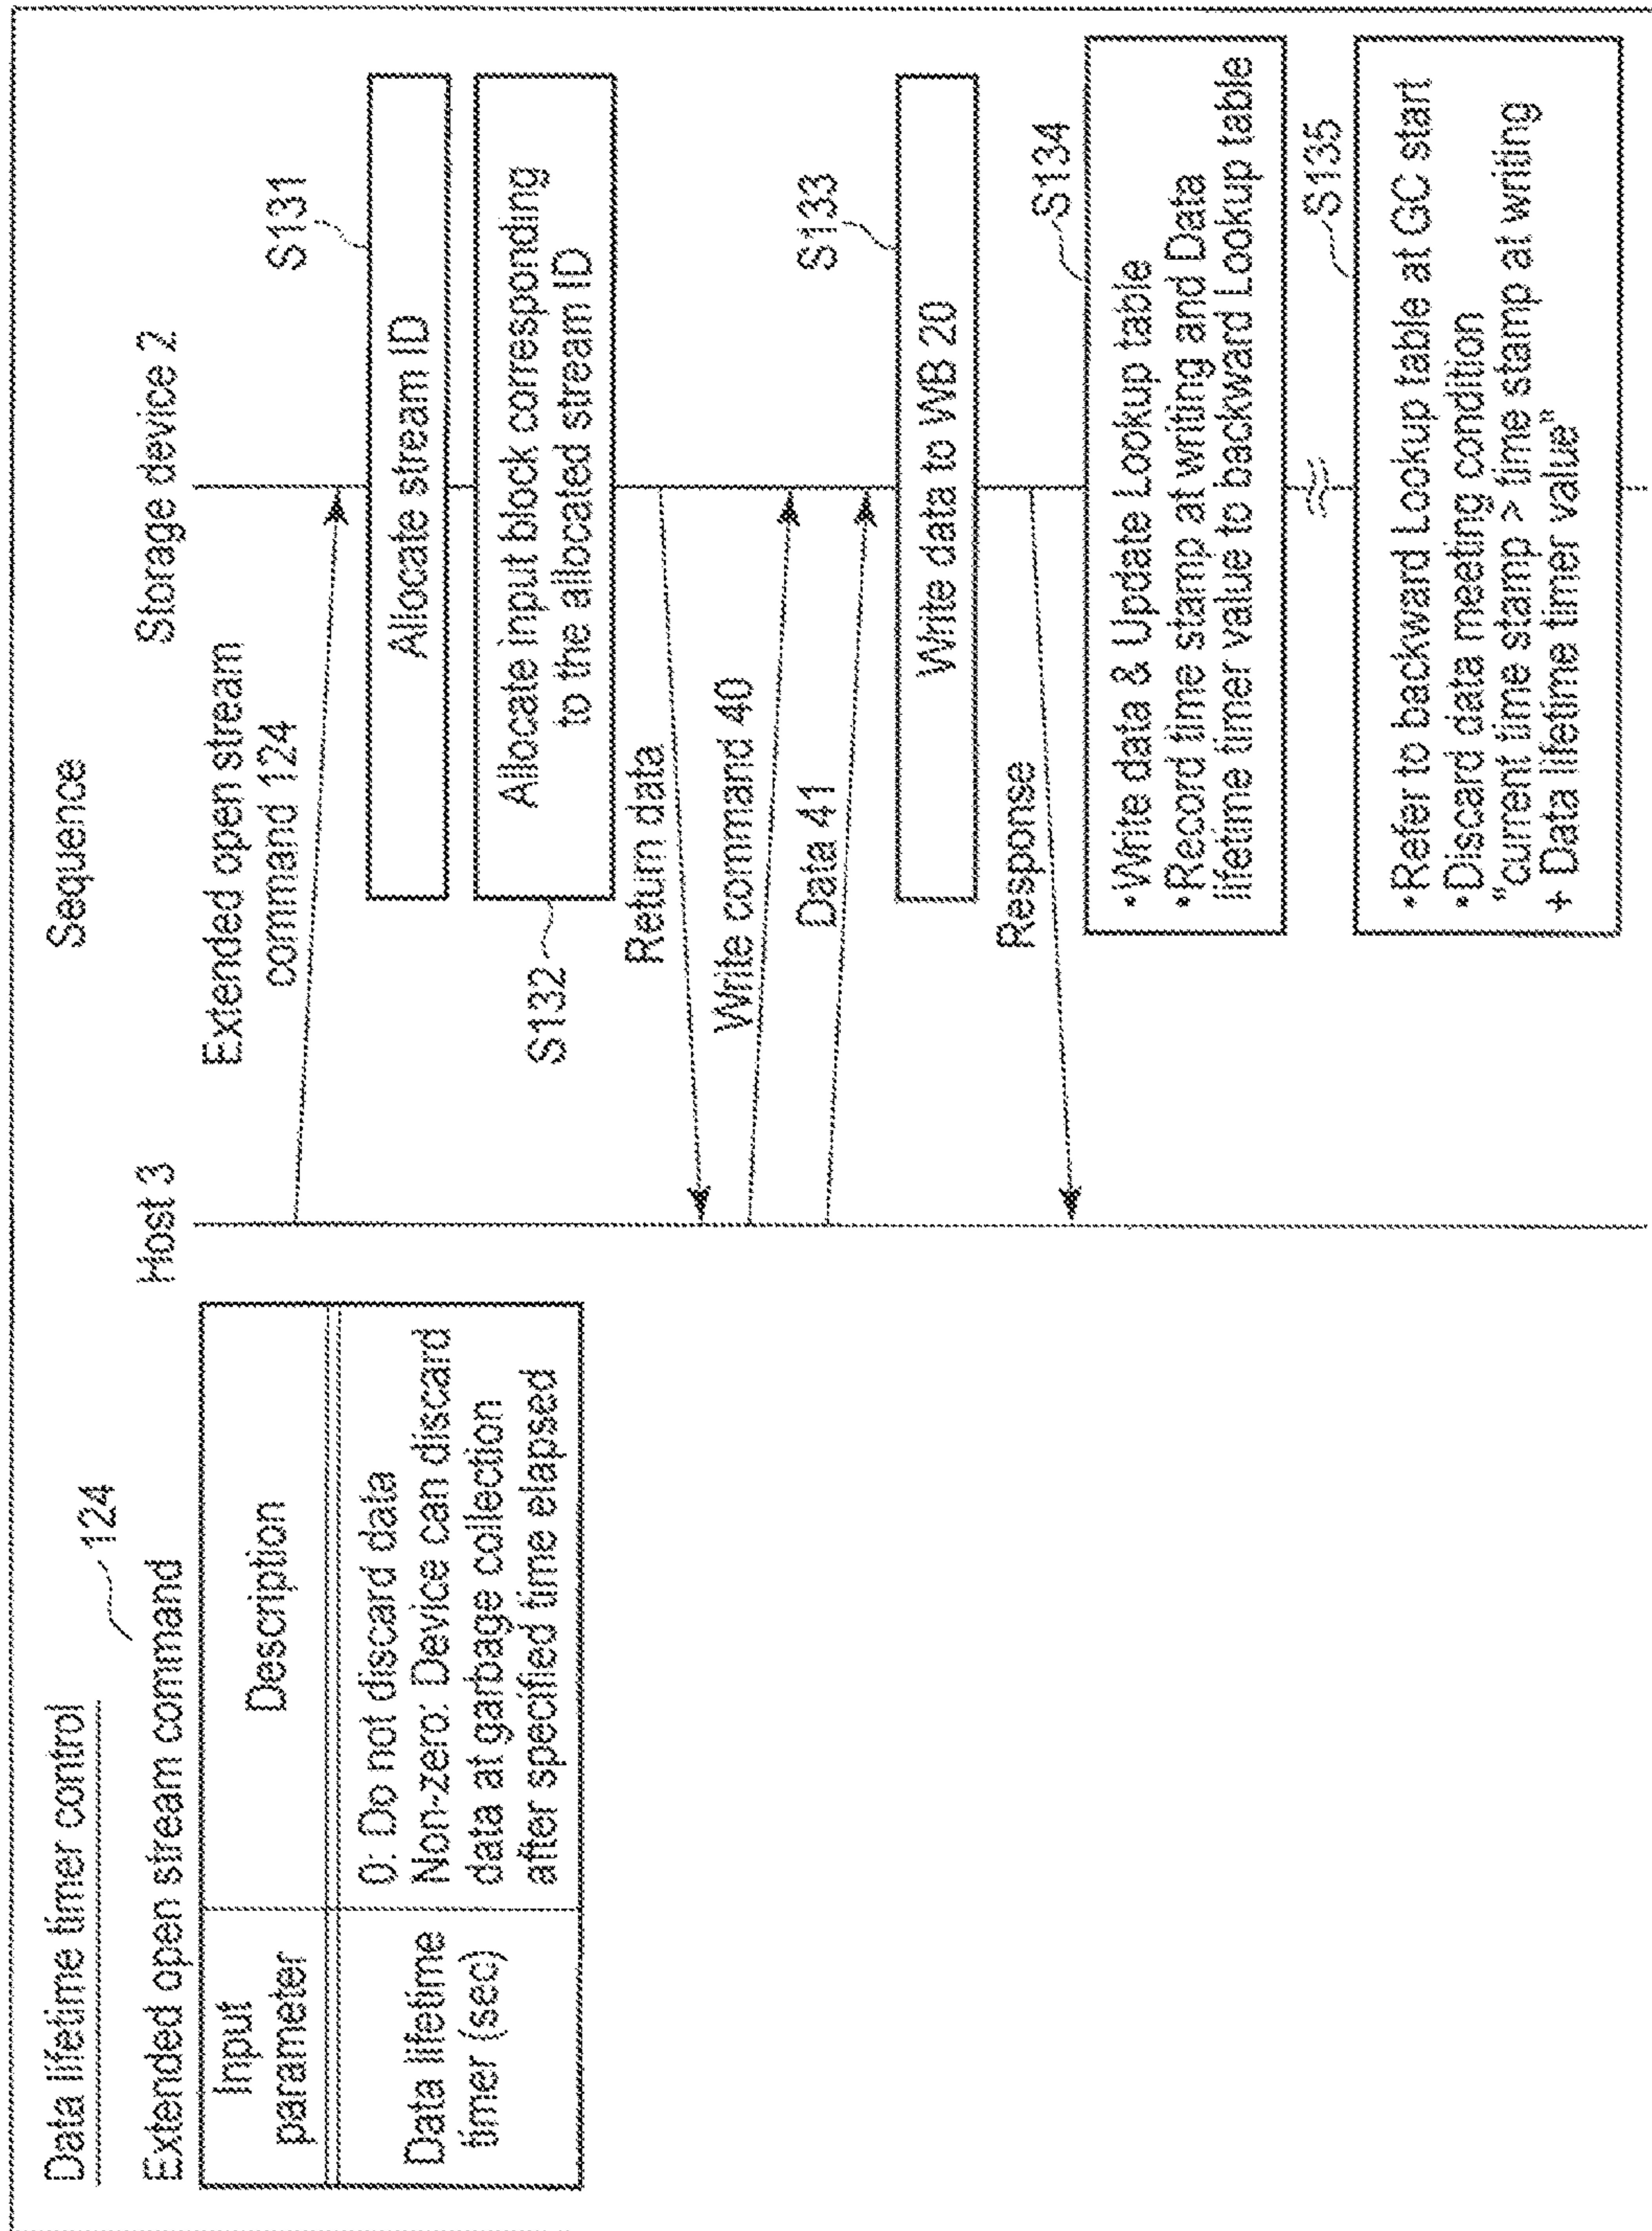 Data lifetime timer control
124
Extended open stream command
Input
parameter
Description
Data lifetime
timer (sec)
0: Do not discard data
Non-zero: Device can discard
data at garbage collection
after specified time elapsed
Sequence
Host 3
Storage device 2
Extended open stream
command 124
S131
Allocate stream ID
Allocate input block corresponding
to the allocated stream ID
S132
Return data
Write command 40
Data 41
S133
Write data to WB 20
Response
S134
•Write data & Update Lookup table
•Record time stamp at writing and Data
lifetime timer value to backward Lookup table
S135
•Refer to backward Lookup table at GC start
•Discard data meeting condition
"current time stamp > time stamp at writing
+ Data lifetime timer value"